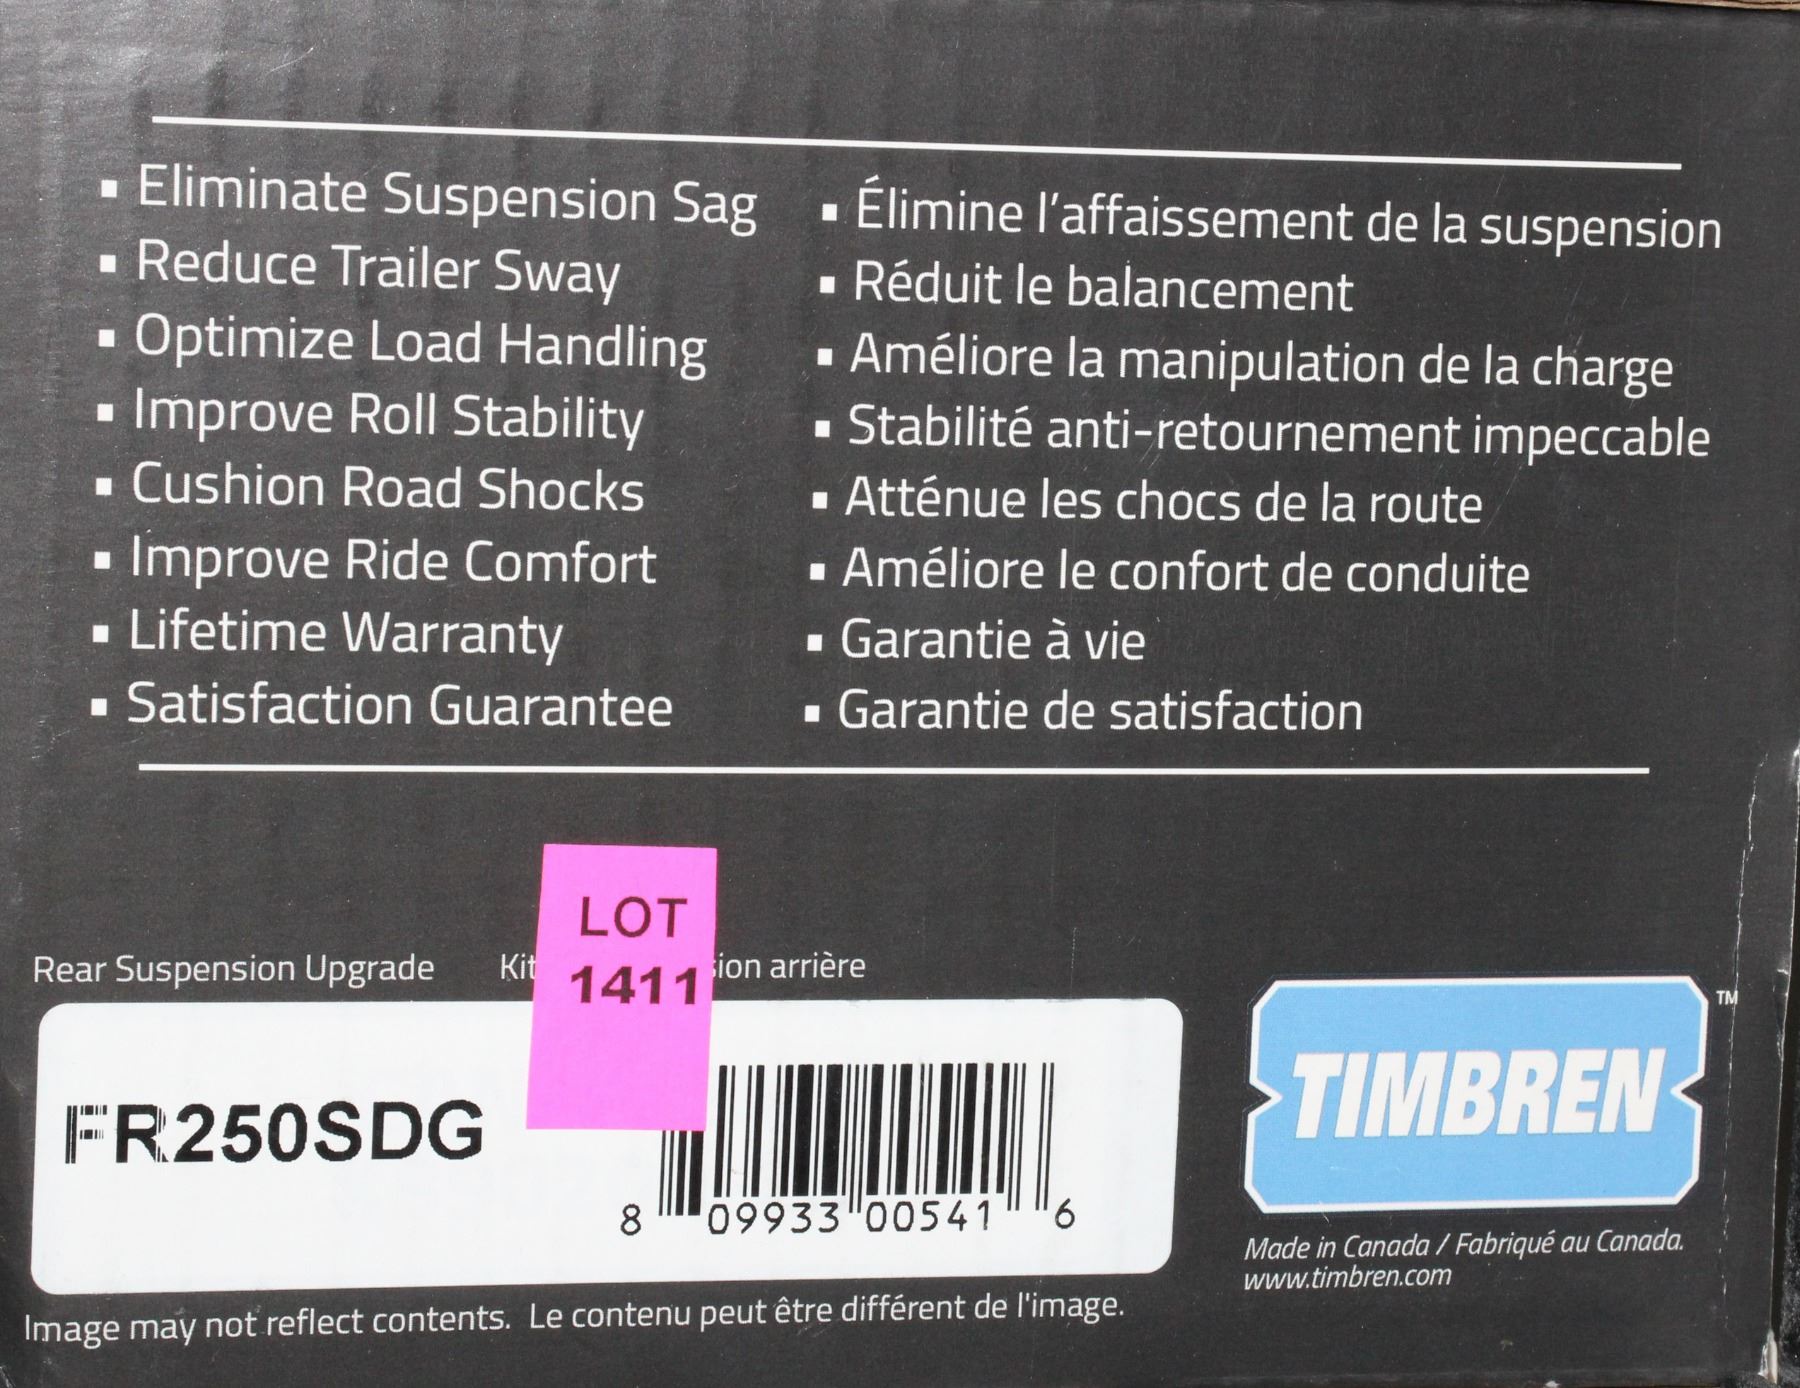 Eliminate Suspension Sag
Reduce Trailer Sway
Optimize Load Handling
Improve Roll Stability
Cushion Road Shocks
Improve Ride Comfort
Lifetime Warranty
Satisfaction Guarantee
Élimine l'affaissement de la suspension
Réduit le balancement
Améliore la manipulation de la charge
Stabilité anti-retournement impeccable
Atténue les chocs de la route
Améliore le confort de conduite
Garantie à vie
Garantie de satisfaction
LOT
1411
Rear Suspension Upgrade
Kit arrière
FR250SDG
8 09933 00541 6
TIMBREN™
Made in Canada / Fabriqué au Canada.
www.timbren.com
Image may not reflect contents. Le contenu peut être différent de l'image.